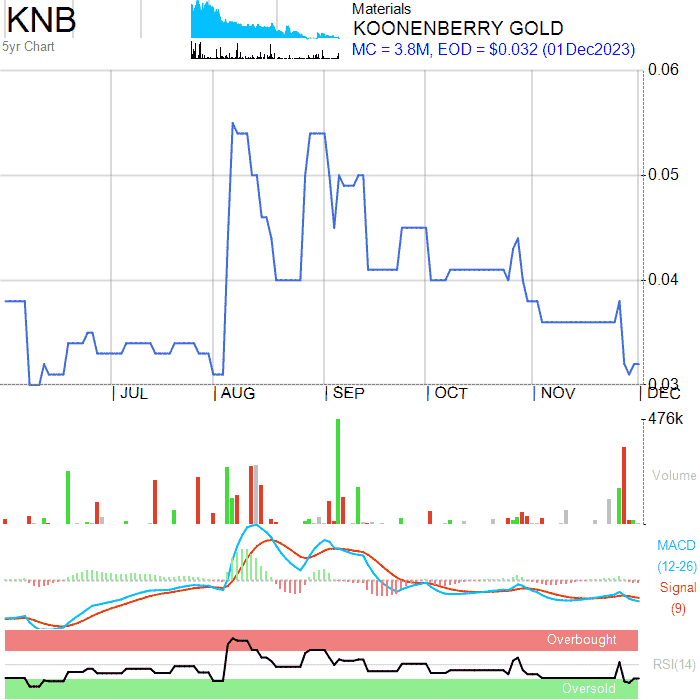 KNB
5yr Chart
Materials
KOONENBERRY GOLD
MC = 3.8M, EOD = $0.032 (01Dec2023)
0.06
0.05
0.04
0.03
JUL
AUG
SEP
OCT
NOV
DEC
476k
Volume
MACD
(12-26)
Signal
(9)
Overbought
RSI(14)
Oversold